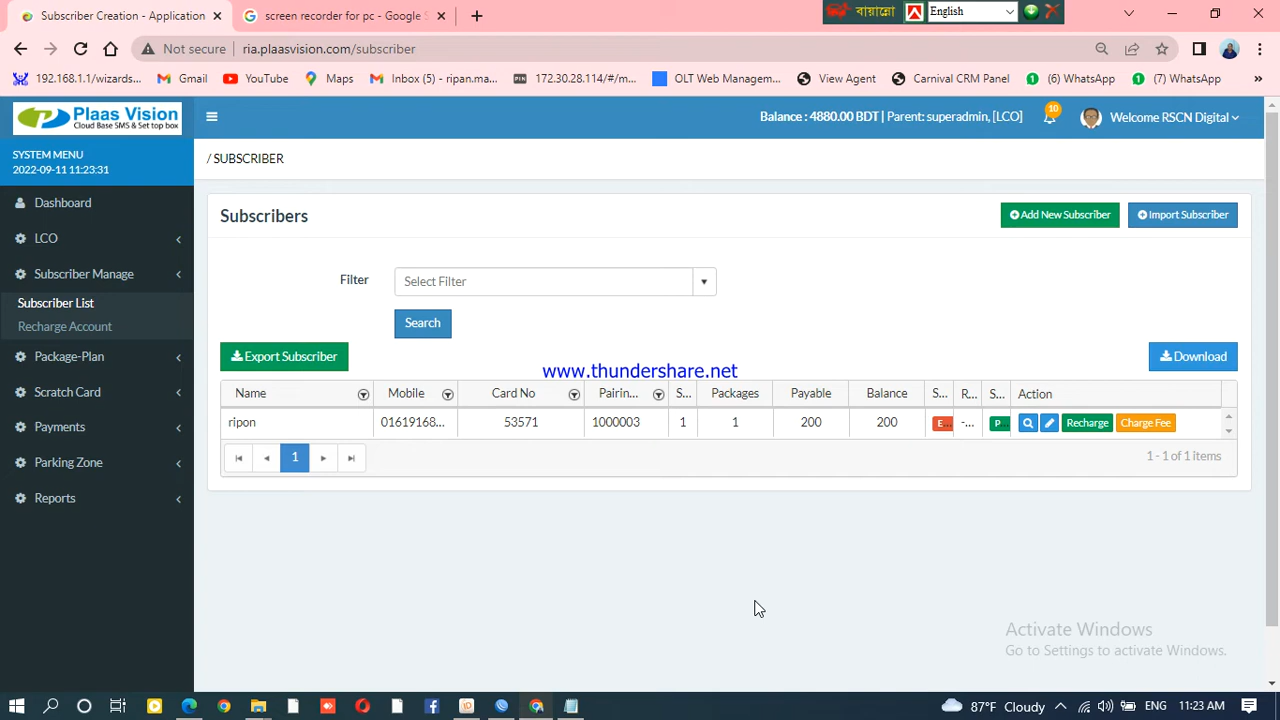 Subscriber Creation - Applicati
screen recorder for pc - Google S
বায়ান্নো
English
Not secure
ria.plaasvision.com/subscriber
192.168.1.1/wizards...
Gmail
YouTube
Maps
Inbox (5) - ripan.ma...
172.30.28.114/#/m...
OLT Web Managem...
View Agent
Carnival CRM Panel
(6) WhatsApp
(7) WhatsApp
Plaas Vision
Cloud Base SMS & Set top box
Balance : 4880.00 BDT | Parent: superadmin, [LCO]
10
Welcome RSCN Digital
SYSTEM MENU
2022-09-11 11:23:31
/ SUBSCRIBER
Dashboard
LCO
Subscriber Manage
Subscriber List
Recharge Account
Package-Plan
Scratch Card
Payments
Parking Zone
Reports
Subscribers
Add New Subscriber
Import Subscriber
Filter
Select Filter
Search
Export Subscriber
www.thundershare.net
Download
Name Mobile Card No Pairin... S... Packages Payable Balance S... R... S... Action
ripon 01619168... 53571 1000003 1 1 200 200 E... -... P Recharge Charge Fee
1
1 - 1 of 1 items
Activate Windows
Go to Settings to activate Windows.
87°F Cloudy
ENG
11:23 AM